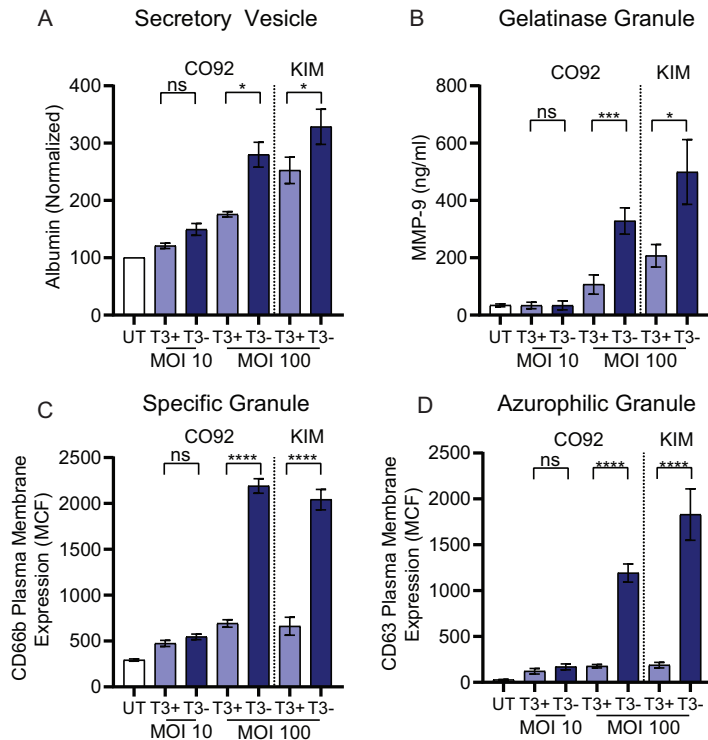 A Secretory Vesicle
CO92 KIM
ns * *
Albumin (Normalized)
400
300
200
100
0
UT T3+ T3- T3+ T3- T3+ T3-
MOI 10 MOI 100
B Gelatinase Granule
CO92 KIM
ns *** *
MMP-9 (ng/ml)
800
600
400
200
0
UT T3+ T3- T3+ T3- T3+ T3-
MOI 10 MOI 100
C Specific Granule
CO92 KIM
ns **** ****
CD66b Plasma Membrane
Expression (MCF)
2500
2000
1500
1000
500
0
UT T3+ T3- T3+ T3- T3+ T3-
MOI 10 MOI 100
D Azurophilic Granule
CO92 KIM
ns **** ****
CD63 Plasma Membrane
Expression (MCF)
2500
2000
1500
1000
500
0
UT T3+ T3- T3+ T3- T3+ T3-
MOI 10 MOI 100